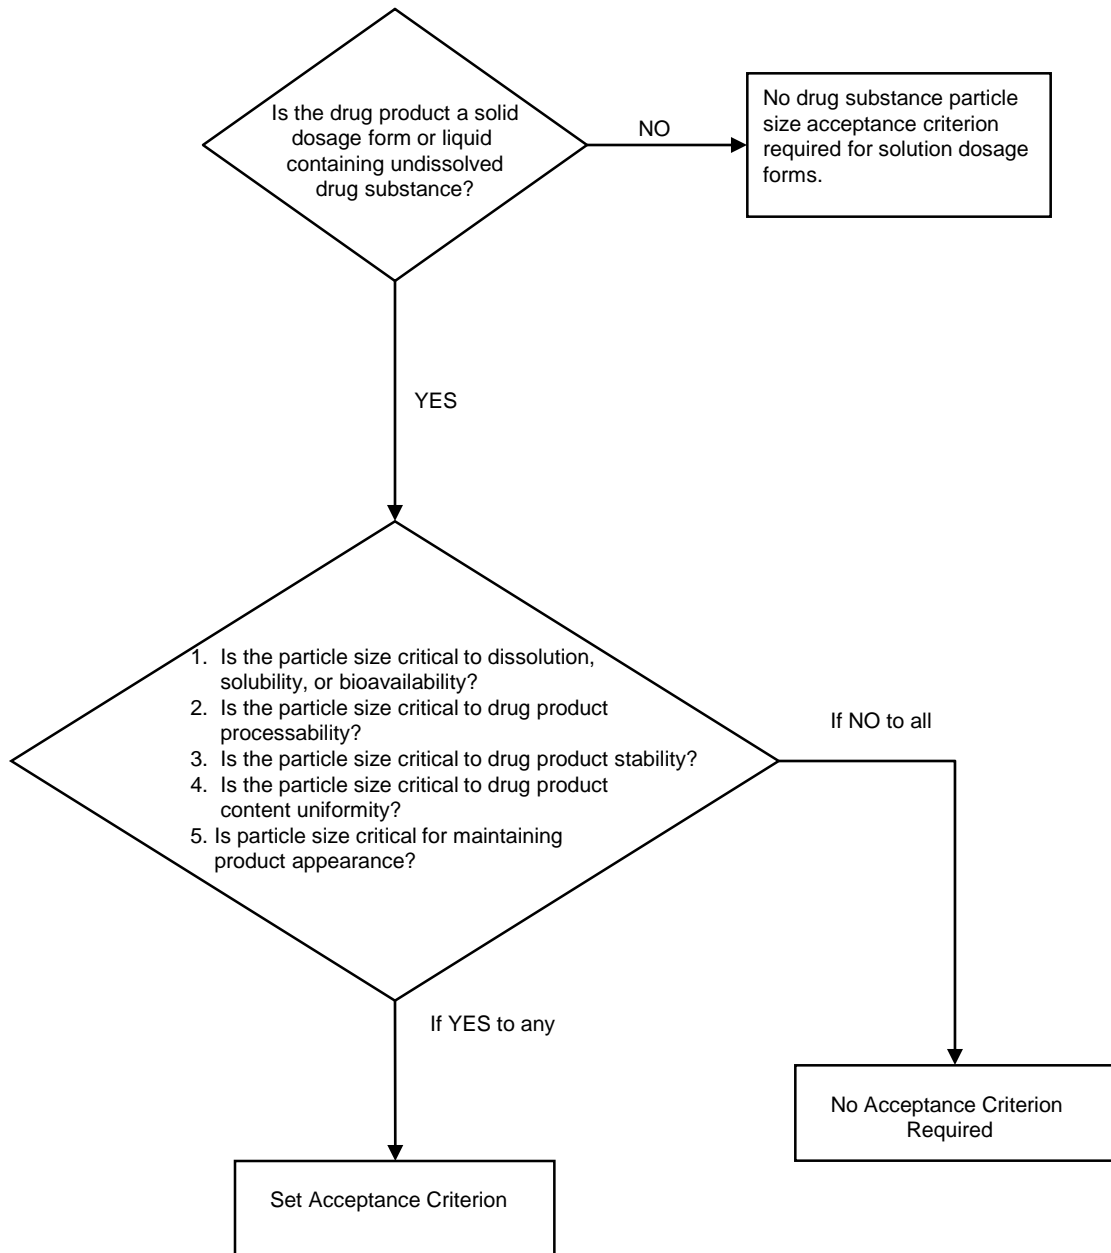 Is the drug product a solid
dosage form or liquid
containing undissolved
drug substance?
NO
No drug substance particle
size acceptance criterion
required for solution dosage
forms.
YES
1. Is the particle size critical to dissolution,
solubility, or bioavailability?
2. Is the particle size critical to drug product
processability?
3. Is the particle size critical to drug product stability?
4. Is the particle size critical to drug product
content uniformity?
5. Is particle size critical for maintaining
product appearance?
If NO to all
If YES to any
No Acceptance Criterion
Required
Set Acceptance Criterion